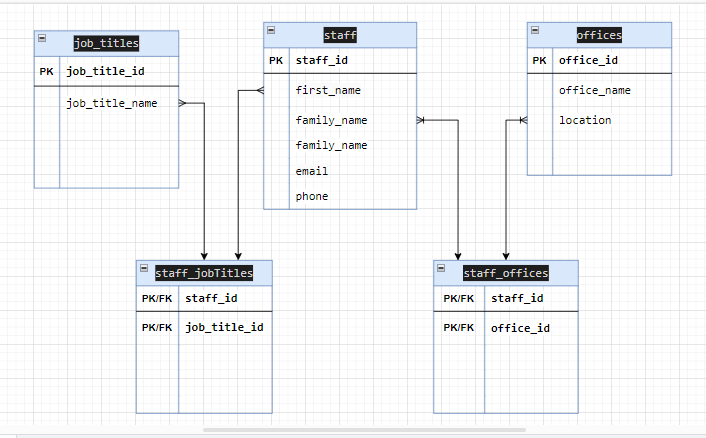 job_titles
PK job_title_id
job_title_name
staff
PK staff_id
first_name
family_name
family_name
email
phone
offices
PK office_id
office_name
location
staff_jobTitles
PK/FK staff_id
PK/FK job_title_id
staff_offices
PK/FK staff_id
PK/FK office_id